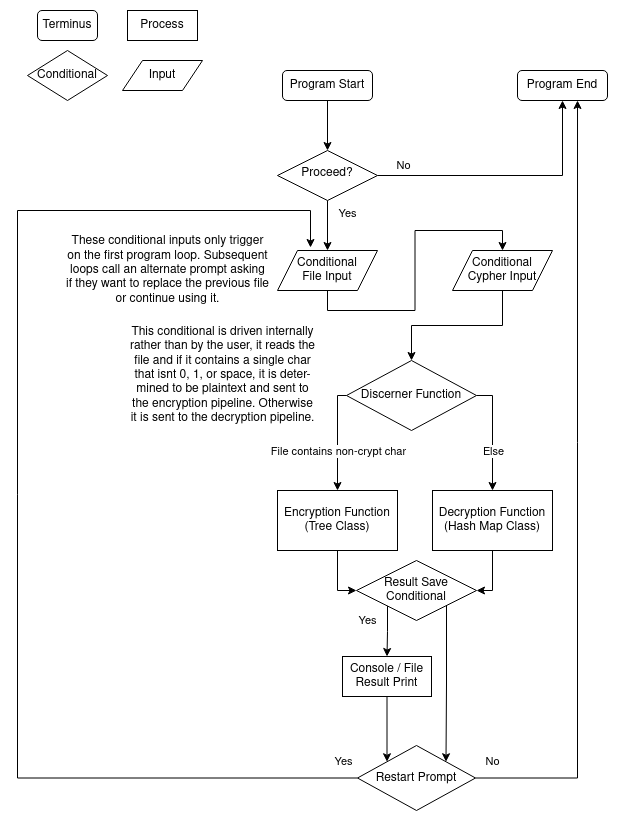 Terminus
Process
Conditional
Input
Program Start
Program End
Proceed?
No
Yes
These conditional inputs only trigger
on the first program loop. Subsequent
loops call an alternate prompt asking
if they want to replace the previous file
or continue using it.
Conditional
File Input
Conditional
Cypher Input
This conditional is driven internally
rather than by the user, it reads the
file and if it contains a single char
that isnt 0, 1, or space, it is deter-
mined to be plaintext and sent to
the encryption pipeline. Otherwise
it is sent to the decryption pipeline.
Discerner Function
File contains non-crypt char
Else
Encryption Function
(Tree Class)
Decryption Function
(Hash Map Class)
Result Save
Conditional
Yes
Console / File
Result Print
Yes
No
Restart Prompt